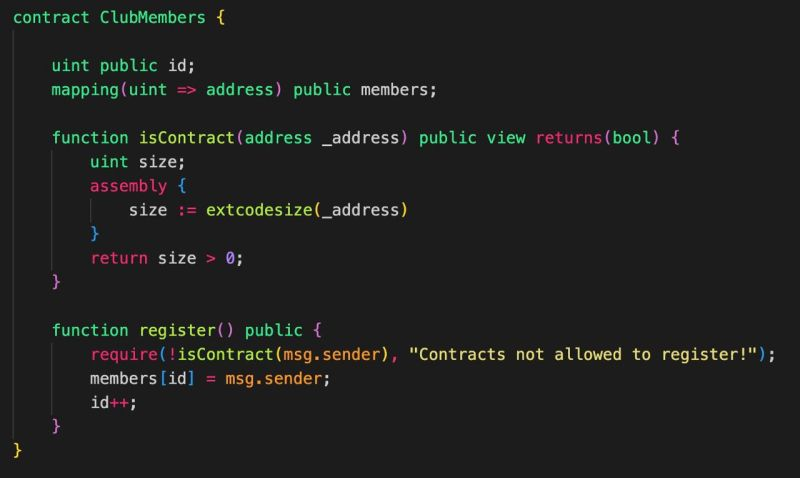 contract ClubMembers {
uint public id;
mapping(uint => address) public members;
function isContract(address _address) public view returns(bool) {
uint size;
assembly {
size := extcodesize(_address)
}
return size > 0;
}
function register() public {
require(!isContract(msg.sender), "Contracts not allowed to register!");
members[id] = msg.sender;
id++;
}
}